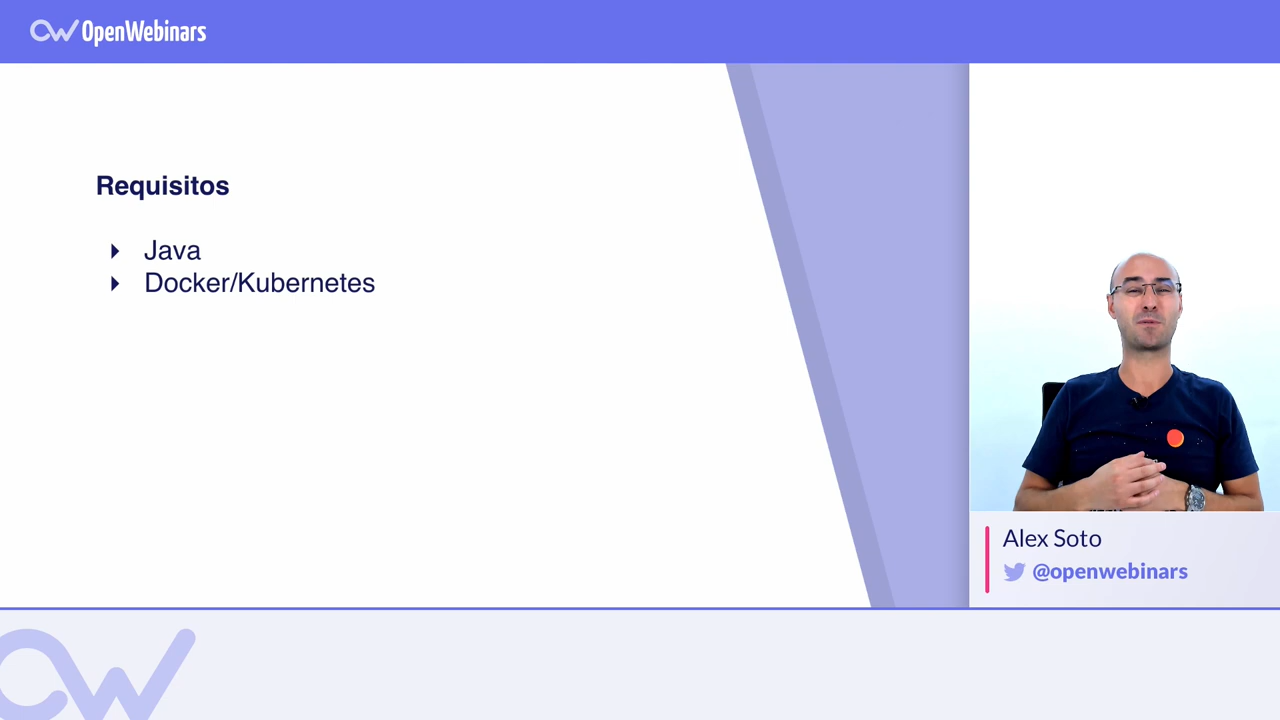 OpenWebinars
Requisitos
Java
Docker/Kubernetes
Alex Soto
@openwebinars